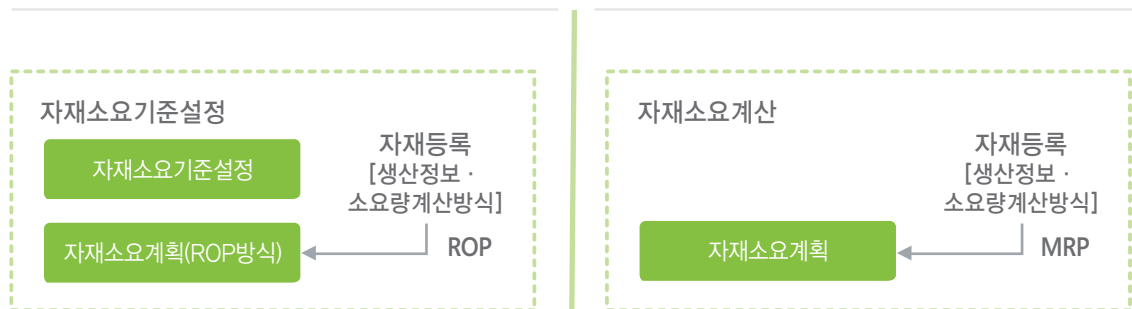 자재소요기준설정
자재소요기준설정
자재등록
[생산정보 ·
소요량계산방식]
자재소요계획(ROP방식)
ROP
자재소요계산
자재등록
[생산정보 ·
소요량계산방식]
자재소요계획
MRP